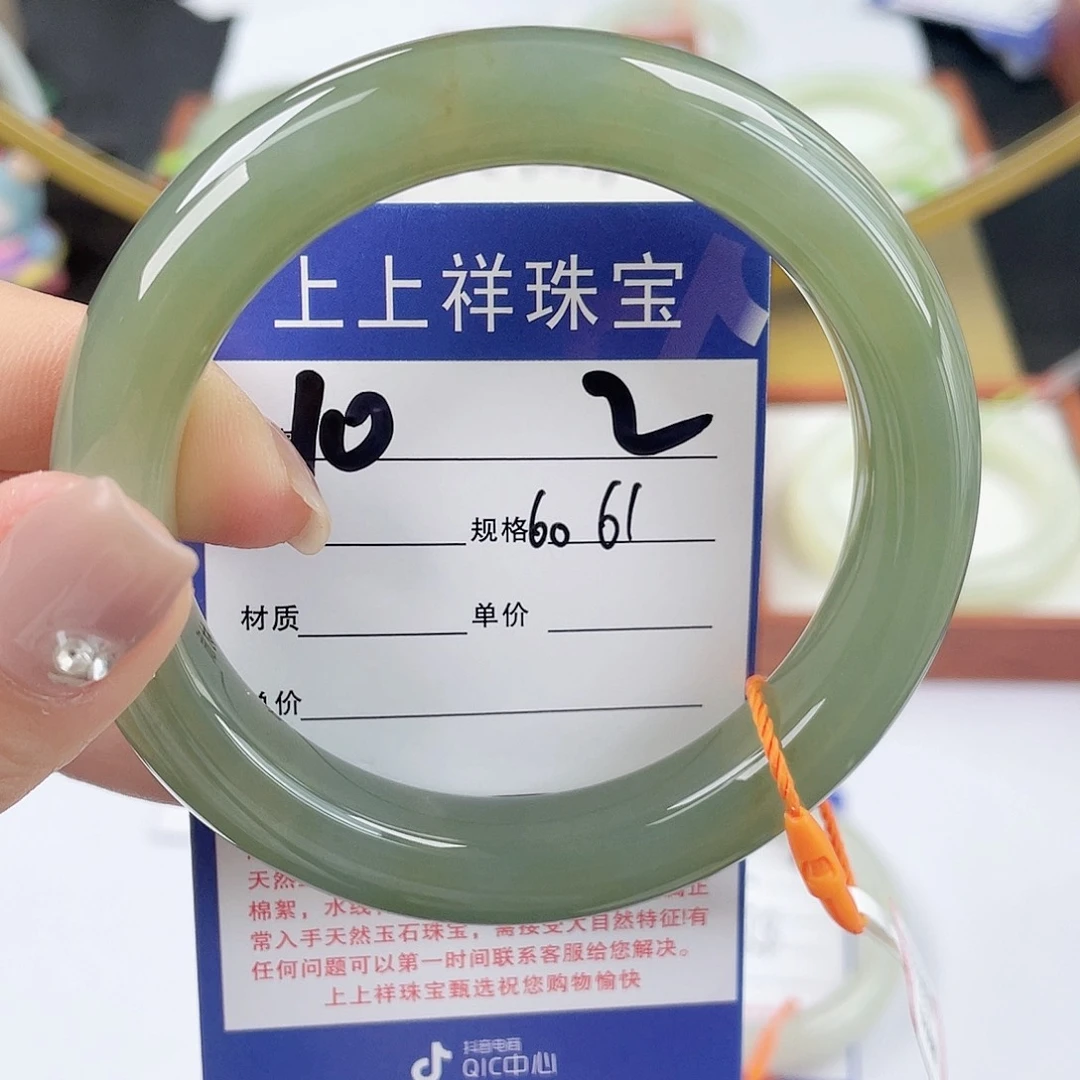 上上祥珠宝
10 2
规格60 61
材质 单价
价
天然
棉絮，水线
常入手天然玉石珠宝，需接受大自然特征!有
任何问题可以第一时间联系客服给您解决。
上上祥珠宝甄选祝您购物愉快
抖音电商
QIC中心